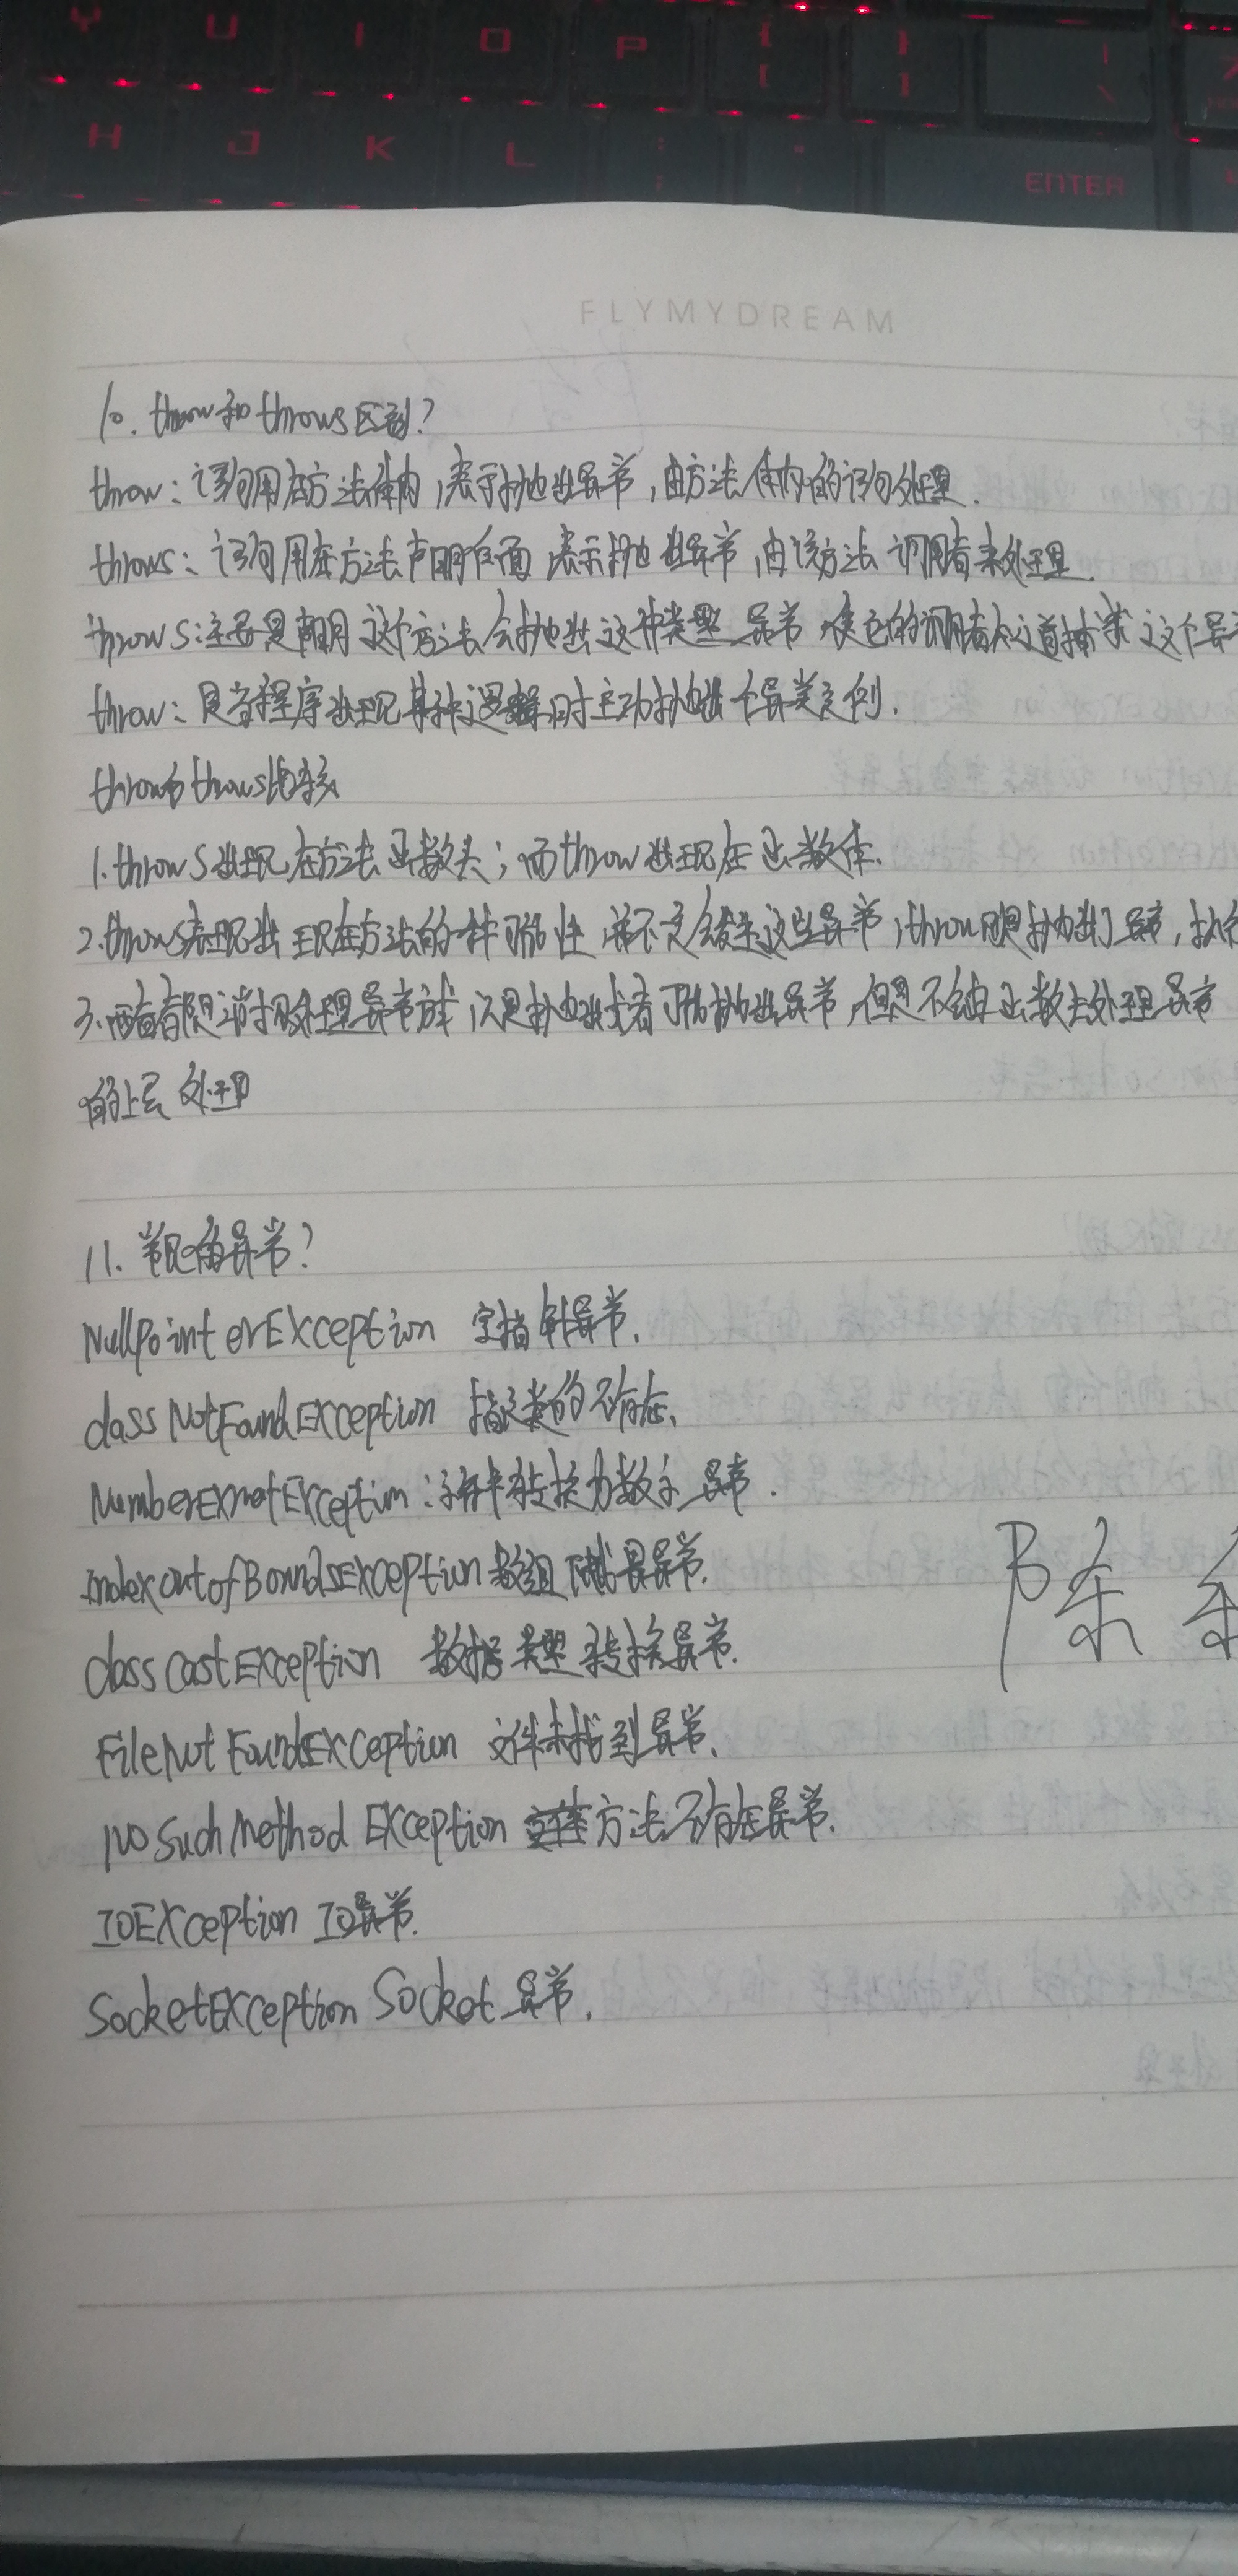 Y U I O P { [ } ] | \
H J K L : ; " ENTER
FLYMYDREAM
10. throw和throws区别?
throw: 语句用在方法体内,表示抛出异常,由方法体内的语句处理.
throws: 语句用在方法声明后面 表示抛出异常,由该方法调用者来处理.
throws:主要是声明这个方法会抛出这种类型异常,使它的调用者知道捕获这个异
throw: 是当程序出现某种逻辑 时主动抛出个异类 例.
throw与throws比较
1.throws出现在方法函数头;而throw出现在函数体.
2.throws表现出 现在方法的一种可能性,并不定会发生这些异常,throw则是抛出了异常,执行
3.两者都 消极处理异常方式,只是抛出或者可能抛出异常,但是不会由函数去处理异常
的上层处理
11. 常见的异常?
NullPointerException 空指针异常.
classNotFoundException 指定类的不存在.
字符串转换为数字异常.
IndexoutofBoundsException 数组下 异常.
classCastException 数据类型转换异常.
FileNotFoundException 文件未找到异常.
NoSuchMethodException 方法不存在异常.
IOException IO异常.
SocketException Socket异常.
陈